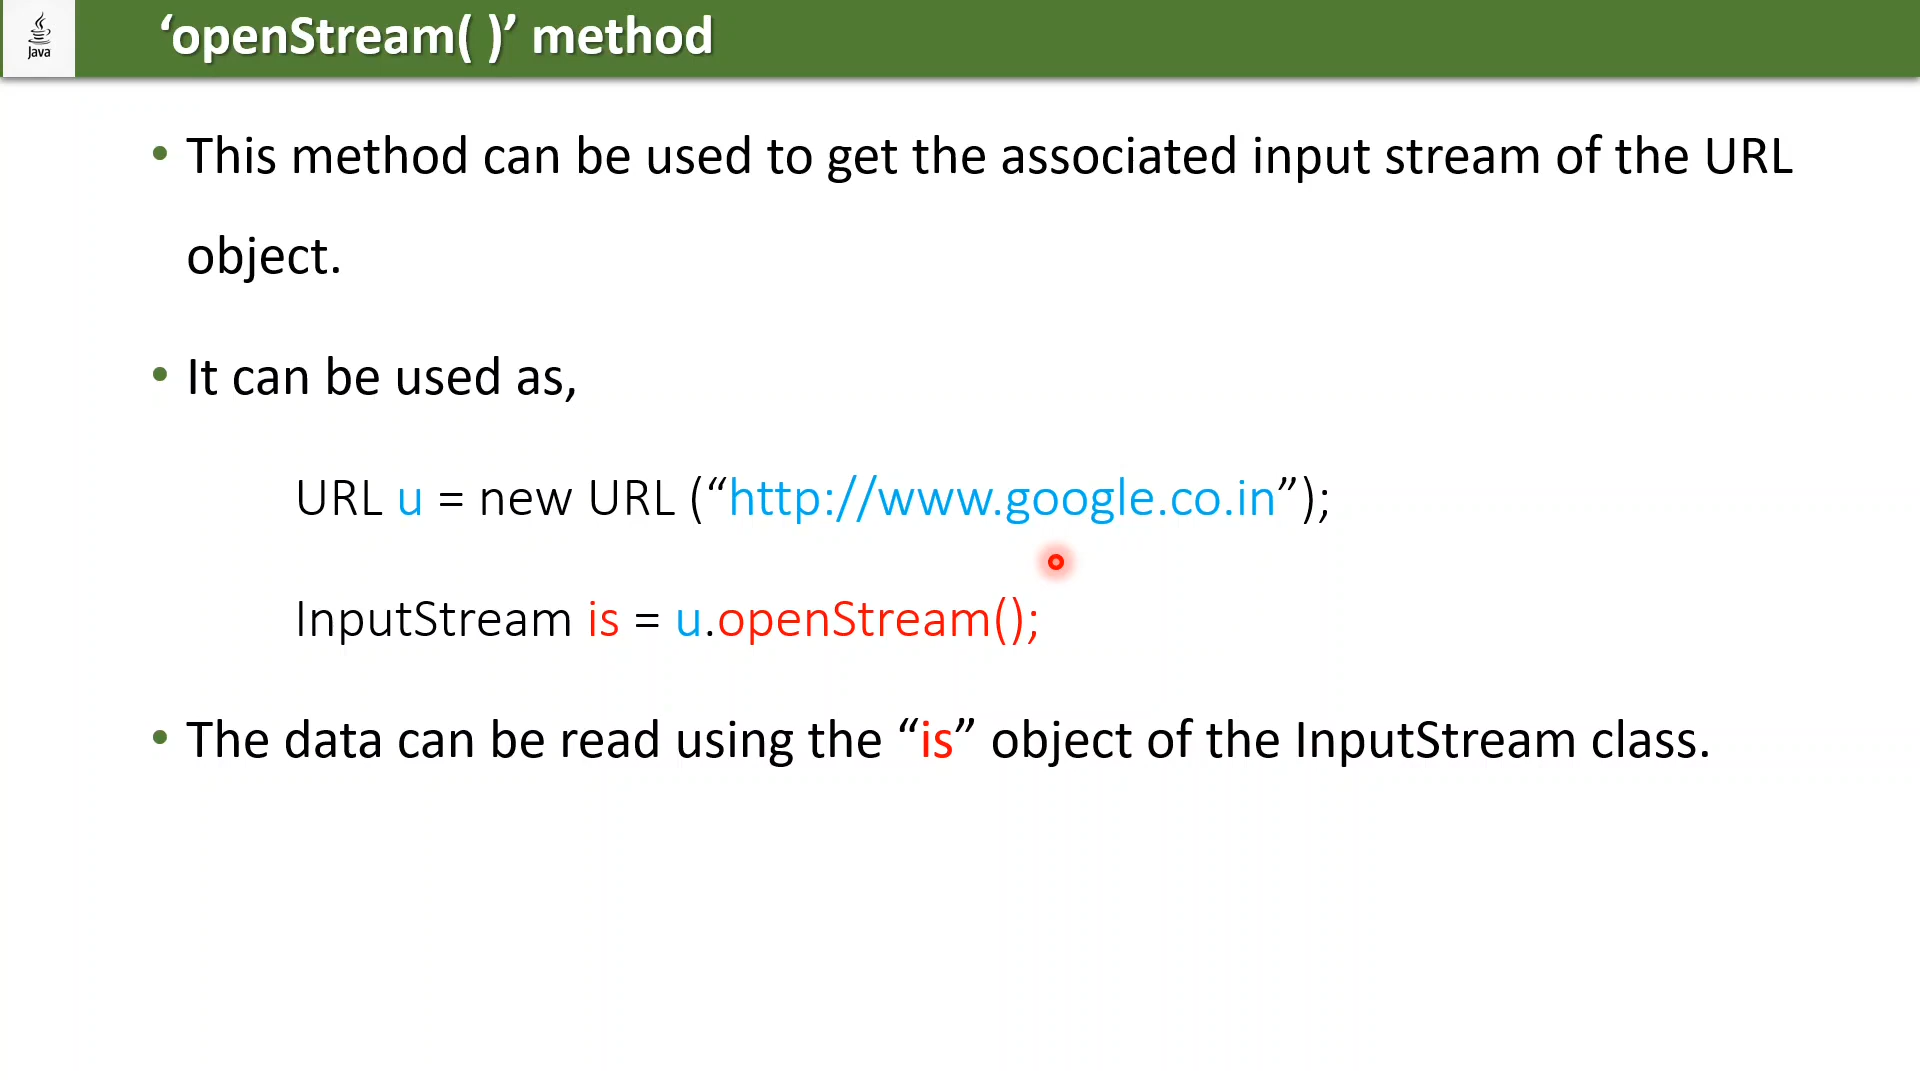 Java
‘openStream( )’ method
• This method can be used to get the associated input stream of the URL
object.
• It can be used as,
URL u = new URL (“http://www.google.co.in”);
InputStream is = u.openStream();
• The data can be read using the “is” object of the InputStream class.